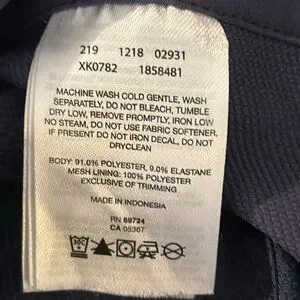 219 1218 02931
XK0782 1858481
MACHINE WASH COLD GENTLE, WASH
SEPARATELY, DO NOT BLEACH, TUMBLE
DRY LOW, REMOVE PROMPTLY, IRON LOW
NO STEAM, DO NOT USE FABRIC SOFTENER.
IF PRESENT DO NOT IRON DECAL, DO NOT
DRYCLEAN
BODY: 91.0% POLYESTER, 9.0% ELASTANE
MESH LINING: 100% POLYESTER
EXCLUSIVE OF TRIMMING
MADE IN INDONESIA
RN 89724
CA 05367